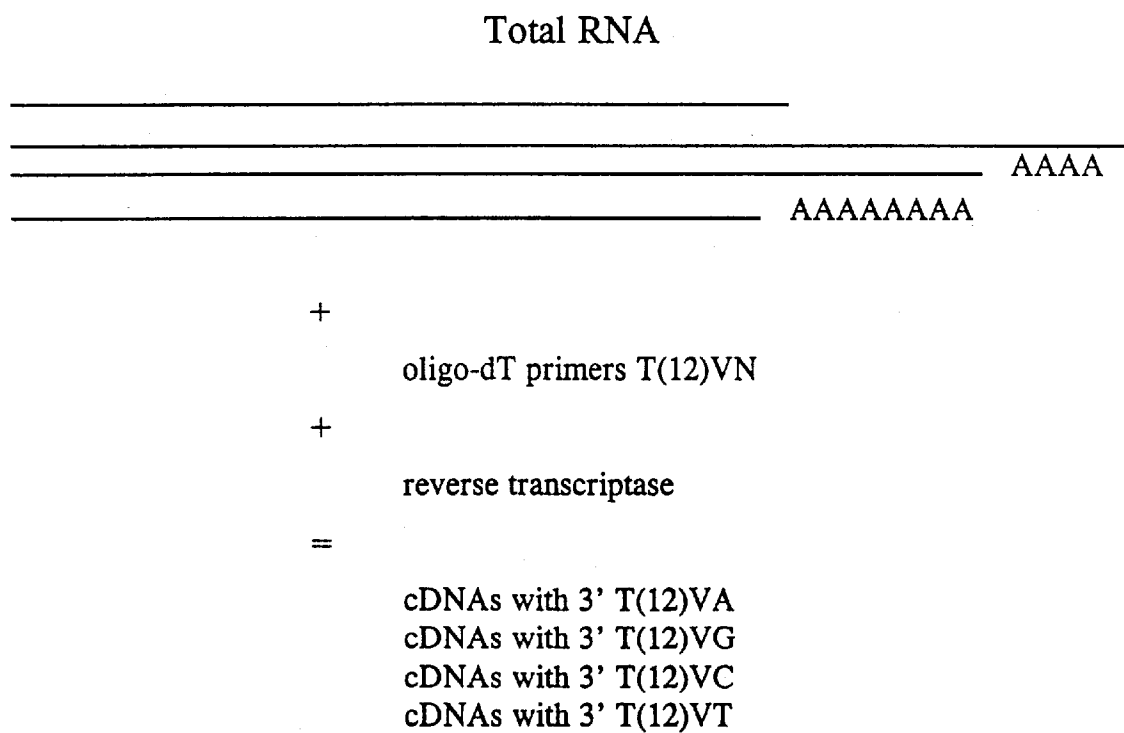 Total RNA
AAAA
AAAAAAAA
+
oligo-dT primers T(12)VN
+
reverse transcriptase
=
cDNAs with 3' T(12)VA
cDNAs with 3' T(12)VG
cDNAs with 3' T(12)VC
cDNAs with 3' T(12)VT